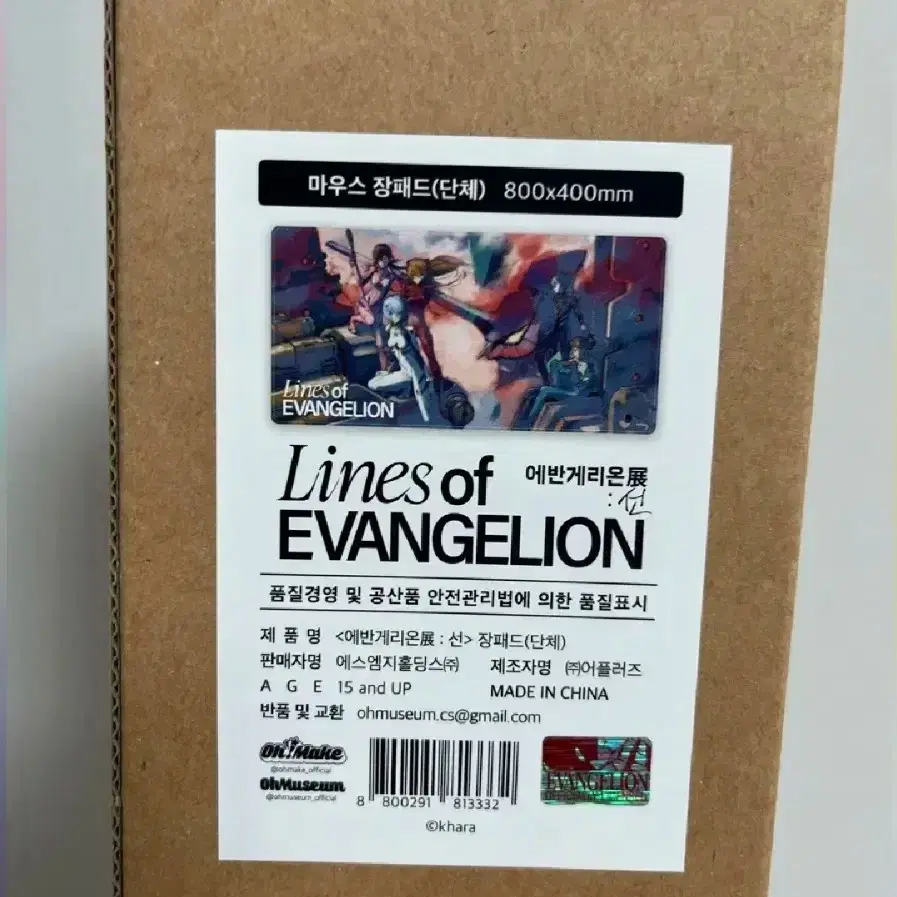 마우스 장패드(단체) 800x400mm
Lines of
EVANGELION
Lines of
에반게리온展
: 선
EVANGELION
품질경영 및 공산품 안전관리법에 의한 품질표시
제 품 명 <에반게리온展 : 선> 장패드(단체)
판매자명 에스엠지홀딩스㈜ 제조자명 ㈜어플러즈
A G E 15 and UP MADE IN CHINA
반품 및 교환 ohmuseum.cs@gmail.com
Oh!Make
@ohmake_official
OhMuseum
@ohmuseum_official
8 800291 813332
EVANGELION
©khara